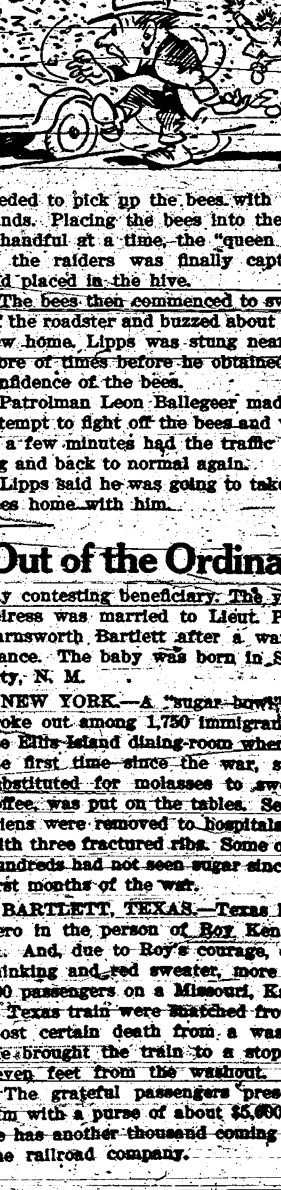 eded to pick up the bees with
nds. Placing the bees into the
handful at a time, the "queen
the raiders was finally capt
d placed in the hive.
The bees then commenced to sw
f the roadster and buzzed about
ew home. Lipps was stung near
ore of times before he obtained
nfidence of the bees.
Patrolman Leon Ballegeer mad
tempt to fight off the bees and
a few minutes had the traffic
g and back to normal again.
Lipps said he was going to take
es home with him.
Out of the Ordina
y contesting beneficiary. The y
eiress was married to Lieut. P
arnsworth Bartlett after a wa
ance. The baby was born in S
ty, N. M.
NEW YORK.—A "sugar bowl"
oke out among 1,750 immigran
e Ellis Island dining-room when
e first time since the war, s
bstituted for molasses to sw
ffee, was put on the tables. Se
iens were removed to hospitals
ith three fractured ribs. Some o
undreds had not seen sugar sinc
rst months of the war.
BARTLETT, TEXAS.—Texas h
ero in the person of Roy Ken
. And, due to Roy's courage,
inking and red sweater, more
00 passengers on a Missouri, Ka
Texas train were snatched fro
ost certain death from a was
e brought the train to a stop
even feet from the washout.
The grateful passengers pres
im with a purse of about $5,600
e has another thousand coming
he railroad company.